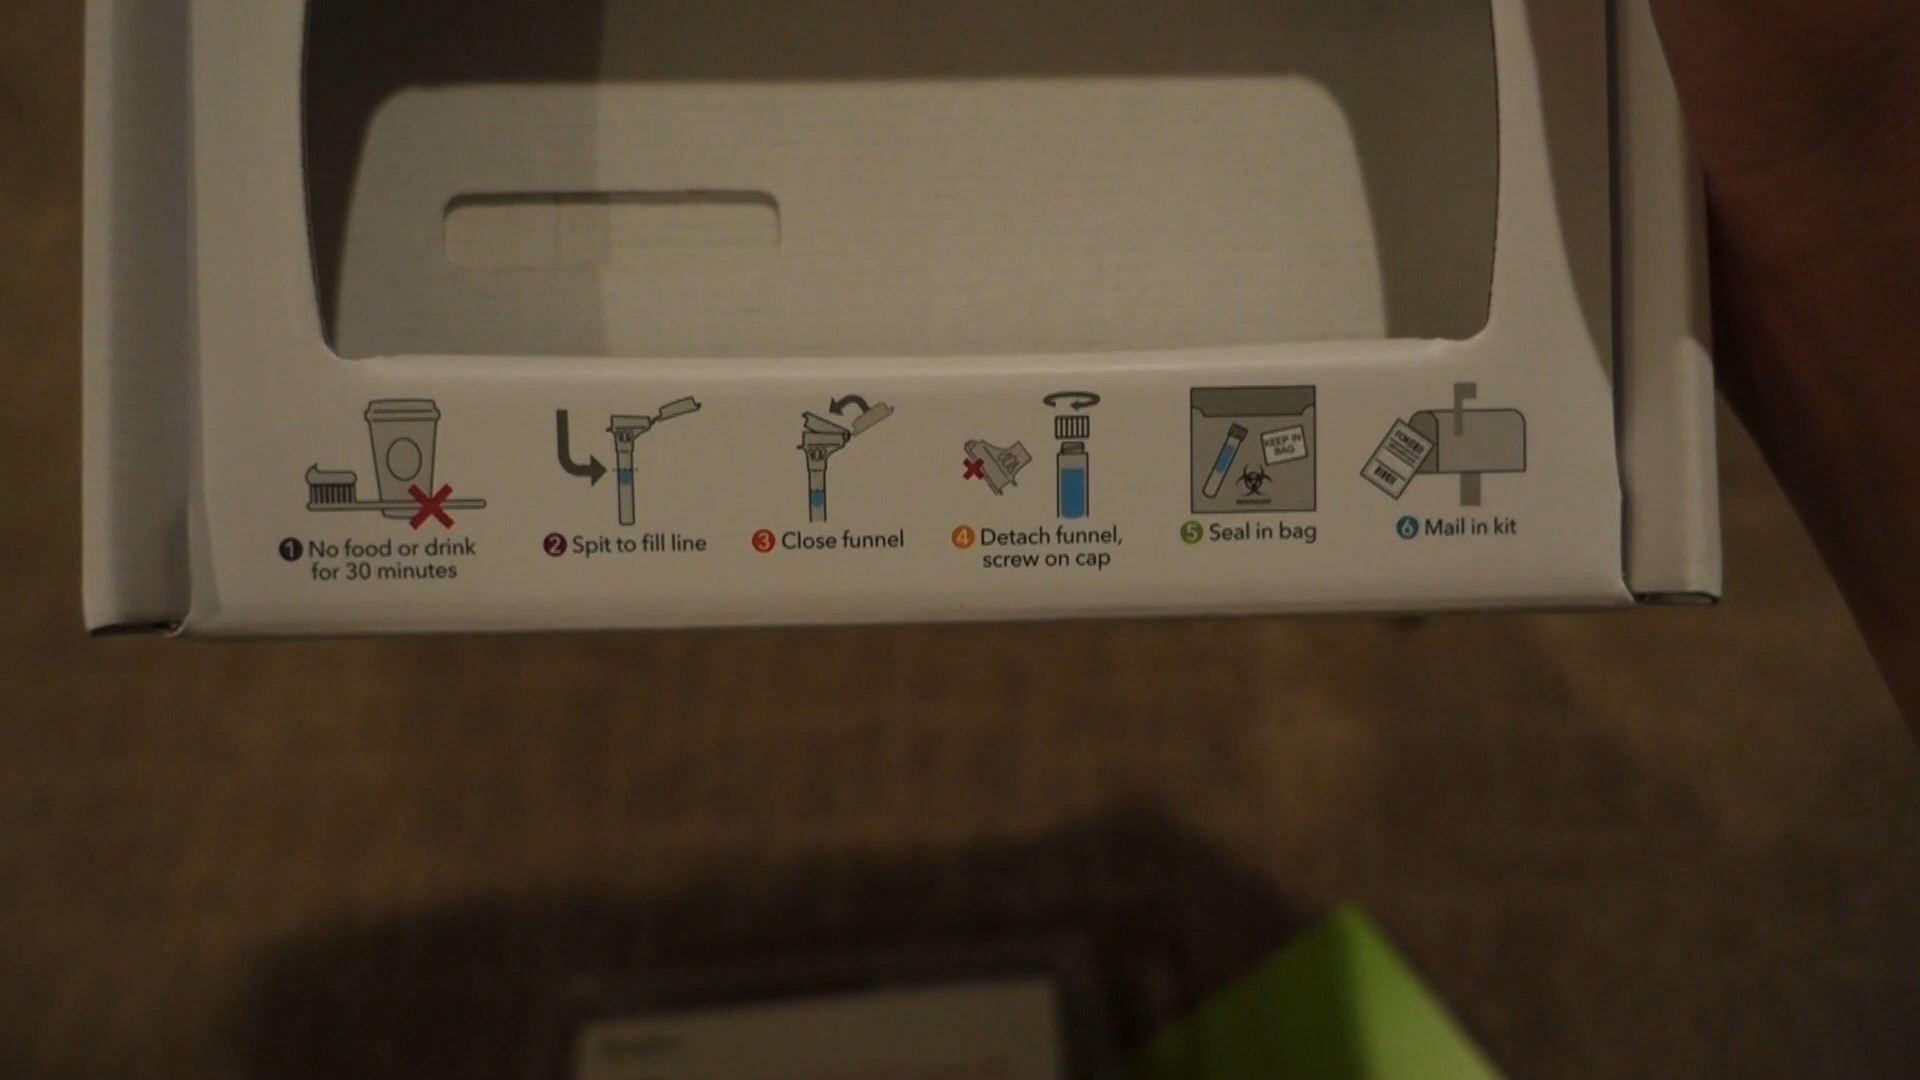 1 No food or drink
for 30 minutes
2 Spit to fill line
3 Close funnel
4 Detach funnel,
screw on cap
KEEP IN
BAG
5 Seal in bag
6 Mail in kit